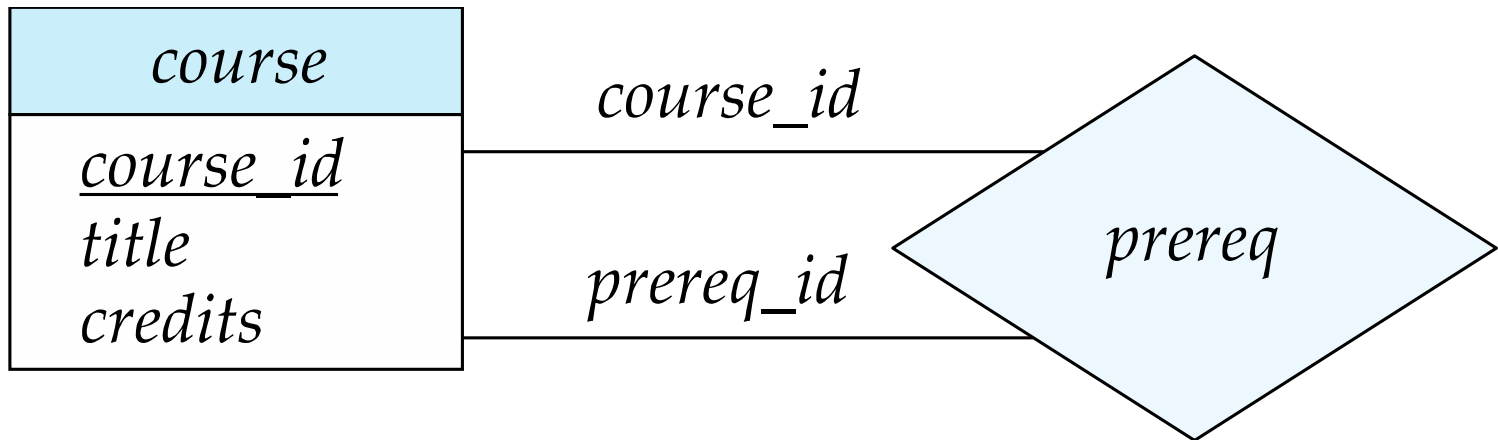 course
course_id
title
credits
course_id
prereq_id
prereq